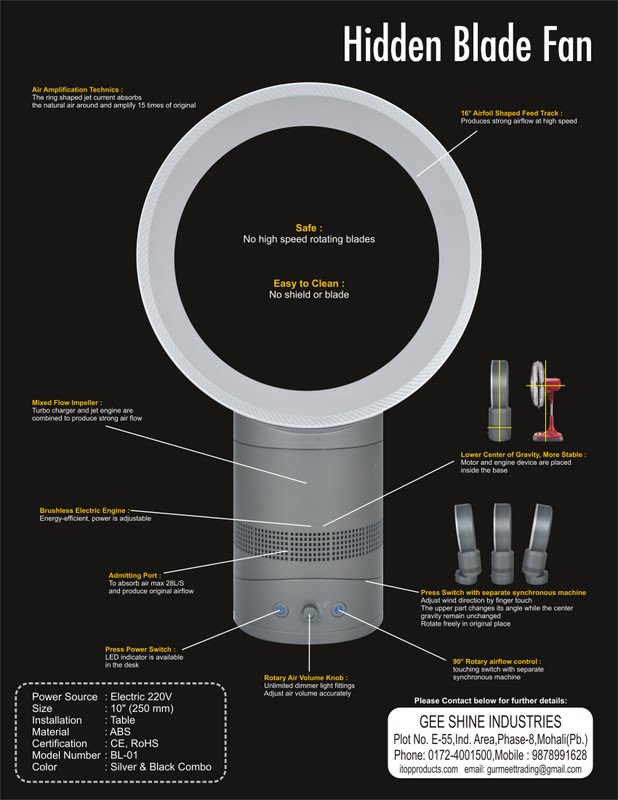 Hidden Blade Fan
Air Amplification Technics :
The ring shaped jet current absorbs
the natural air around and amplify 15 times of original
16" Airfoil Shaped Feed Track :
Produces strong airflow at high speed
Safe :
No high speed rotating blades
Easy to Clean :
No shield or blade
Mixed Flow Impeller :
Turbo charger and jet engine are
combined to produce strong air flow
Lower Center of Gravity, More Stable :
Motor and engine device are placed
inside the base
Brushless Electric Engine :
Energy-efficient, power is adjustable
Admitting Port :
To absorb air max 28L/S
and produce original airflow
Press Switch with separate synchronous machine
Adjust wind direction by finger touch
The upper part changes its angle while the center
gravity remain unchanged
Rotate freely in original place
Press Power Switch :
LED indicator is available
in the desk
Rotary Air Volume Knob :
Unlimited dimmer light fittings
Adjust air volume accurately
90° Rotary airflow control :
touching switch with separate
synchronous machine
Power Source : Electric 220V
Size : 10" (250 mm)
Installation : Table
Material : ABS
Certification : CE, RoHS
Model Number : BL-01
Color : Silver & Black Combo
Please Contact below for further details:
GEE SHINE INDUSTRIES
Plot No. E-55,Ind. Area,Phase-8,Mohali(Pb.)
Phone: 0172-4001500,Mobile : 9878991628
itopproducts.com email: gurmeettrading@gmail.com